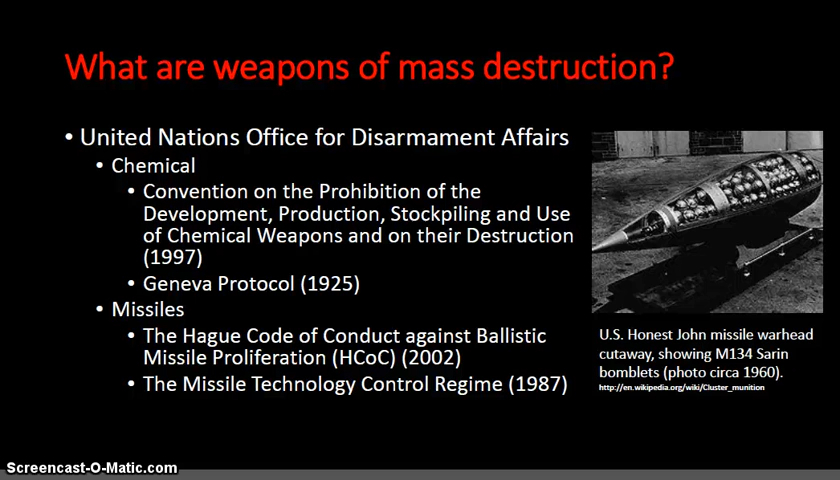 What are weapons of mass destruction?
• United Nations Office for Disarmament Affairs
• Chemical
• Convention on the Prohibition of the
Development, Production, Stockpiling and Use
of Chemical Weapons and on their Destruction
(1997)
• Geneva Protocol (1925)
• Missiles
• The Hague Code of Conduct against Ballistic
Missile Proliferation (HCoC) (2002)
• The Missile Technology Control Regime (1987)
U.S. Honest John missile warhead
cutaway, showing M134 Sarin
bomblets (photo circa 1960).
http://en.wikipedia.org/wiki/Cluster_munition
Screencast-O-Matic.com